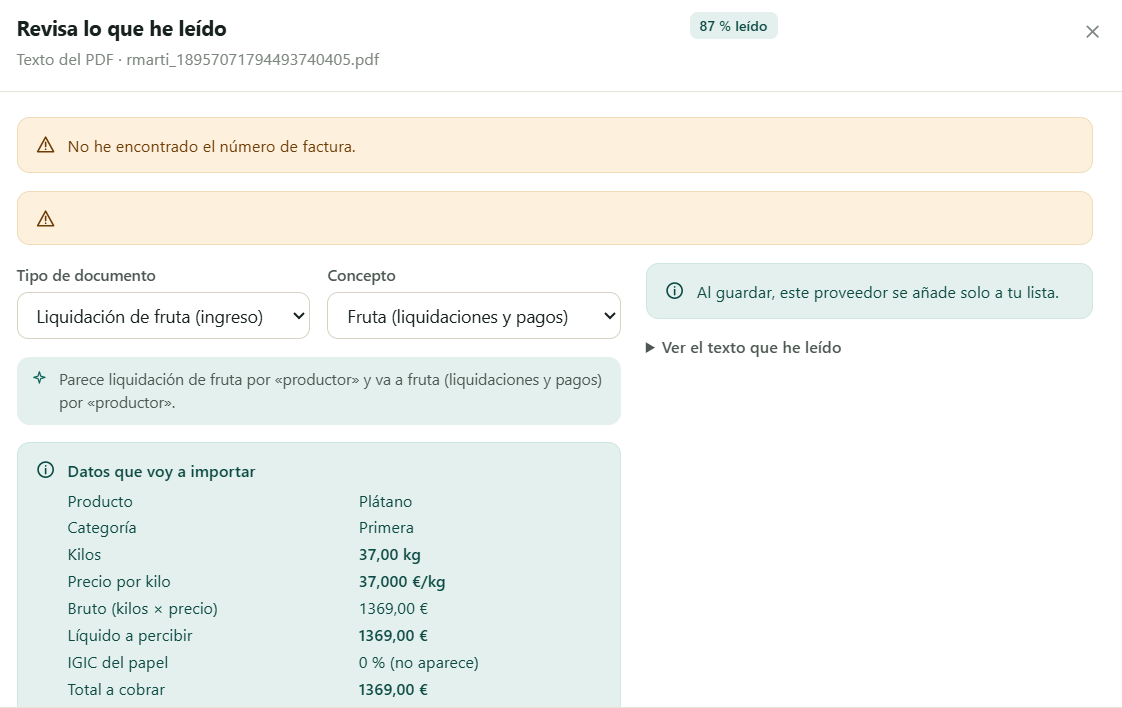 Revisa lo que he leído
87 % leído
Texto del PDF · rmarti_18957071794493740405.pdf
No he encontrado el número de factura.
Tipo de documento
Concepto
Liquidación de fruta (ingreso)
Fruta (liquidaciones y pagos)
Al guardar, este proveedor se añade solo a tu lista.
Ver el texto que he leído
Parece liquidación de fruta por «productor» y va a fruta (liquidaciones y pagos)
por «productor».
Datos que voy a importar
Producto Plátano
Categoría Primera
Kilos 37,00 kg
Precio por kilo 37,000 €/kg
Bruto (kilos × precio) 1369,00 €
Líquido a percibir 1369,00 €
IGIC del papel 0 % (no aparece)
Total a cobrar 1369,00 €